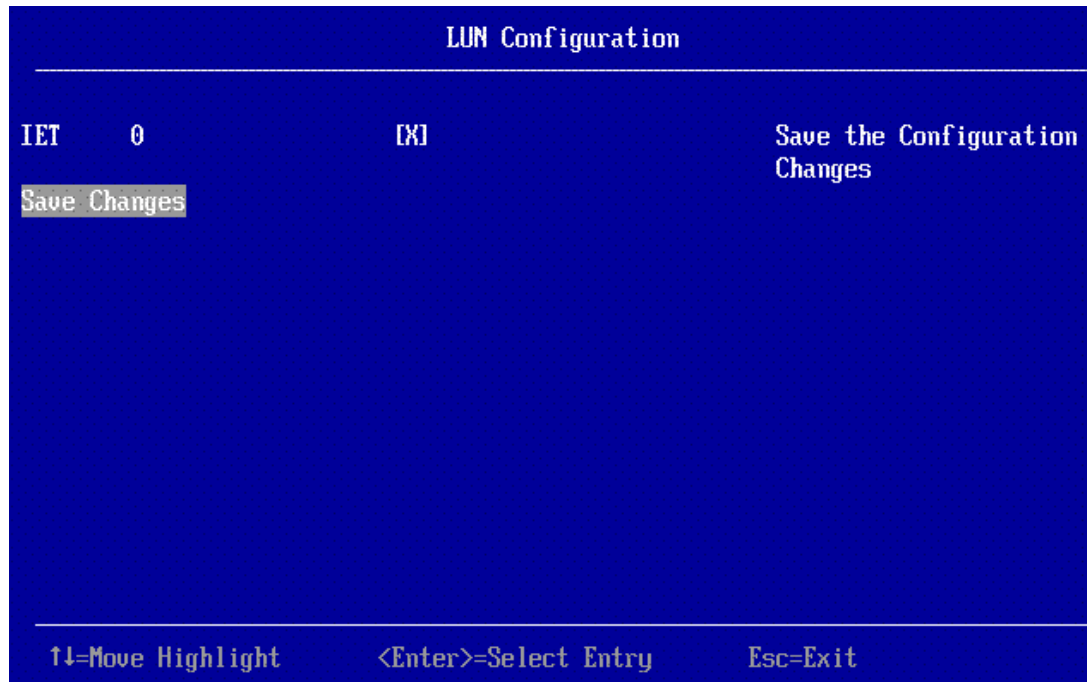 LUN Configuration
IET 0 [X] Save the Configuration
Changes
Save Changes
↑↓=Move Highlight <Enter>=Select Entry Esc=Exit